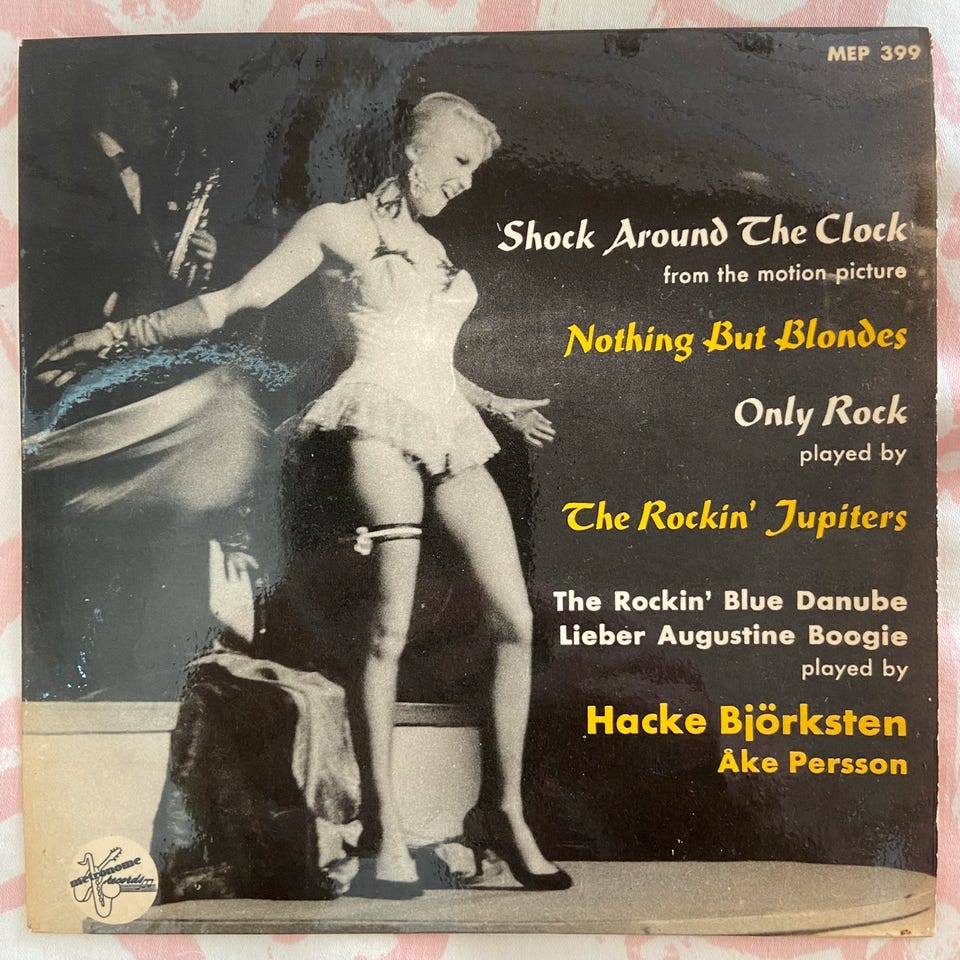 MEP 399
'Shock Around The Clock'
from the motion picture
Nothing But Blondes
Only Rock
played by
The Rockin' Jupiters
The Rockin' Blue Danube
Lieber Augustine Boogie
played by
Hacke Björksten
Åke Persson
metronome
records